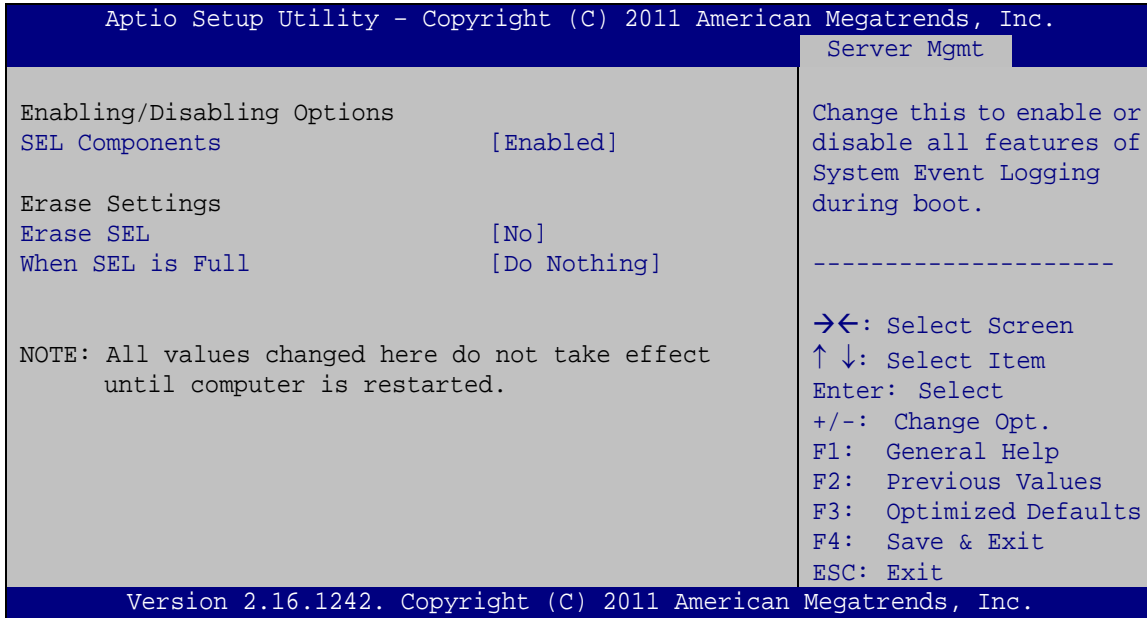 Aptio Setup Utility – Copyright (C) 2011 American Megatrends, Inc.
Server Mgmt
Enabling/Disabling Options
SEL Components [Enabled]
Erase Settings
Erase SEL [No]
When SEL is Full [Do Nothing]
NOTE: All values changed here do not take effect
until computer is restarted.
Change this to enable or
disable all features of
System Event Logging
during boot.
---------------------
→←: Select Screen
↑ ↓: Select Item
Enter: Select
+/-: Change Opt.
F1: General Help
F2: Previous Values
F3: Optimized Defaults
F4: Save & Exit
ESC: Exit
Version 2.16.1242. Copyright (C) 2011 American Megatrends, Inc.